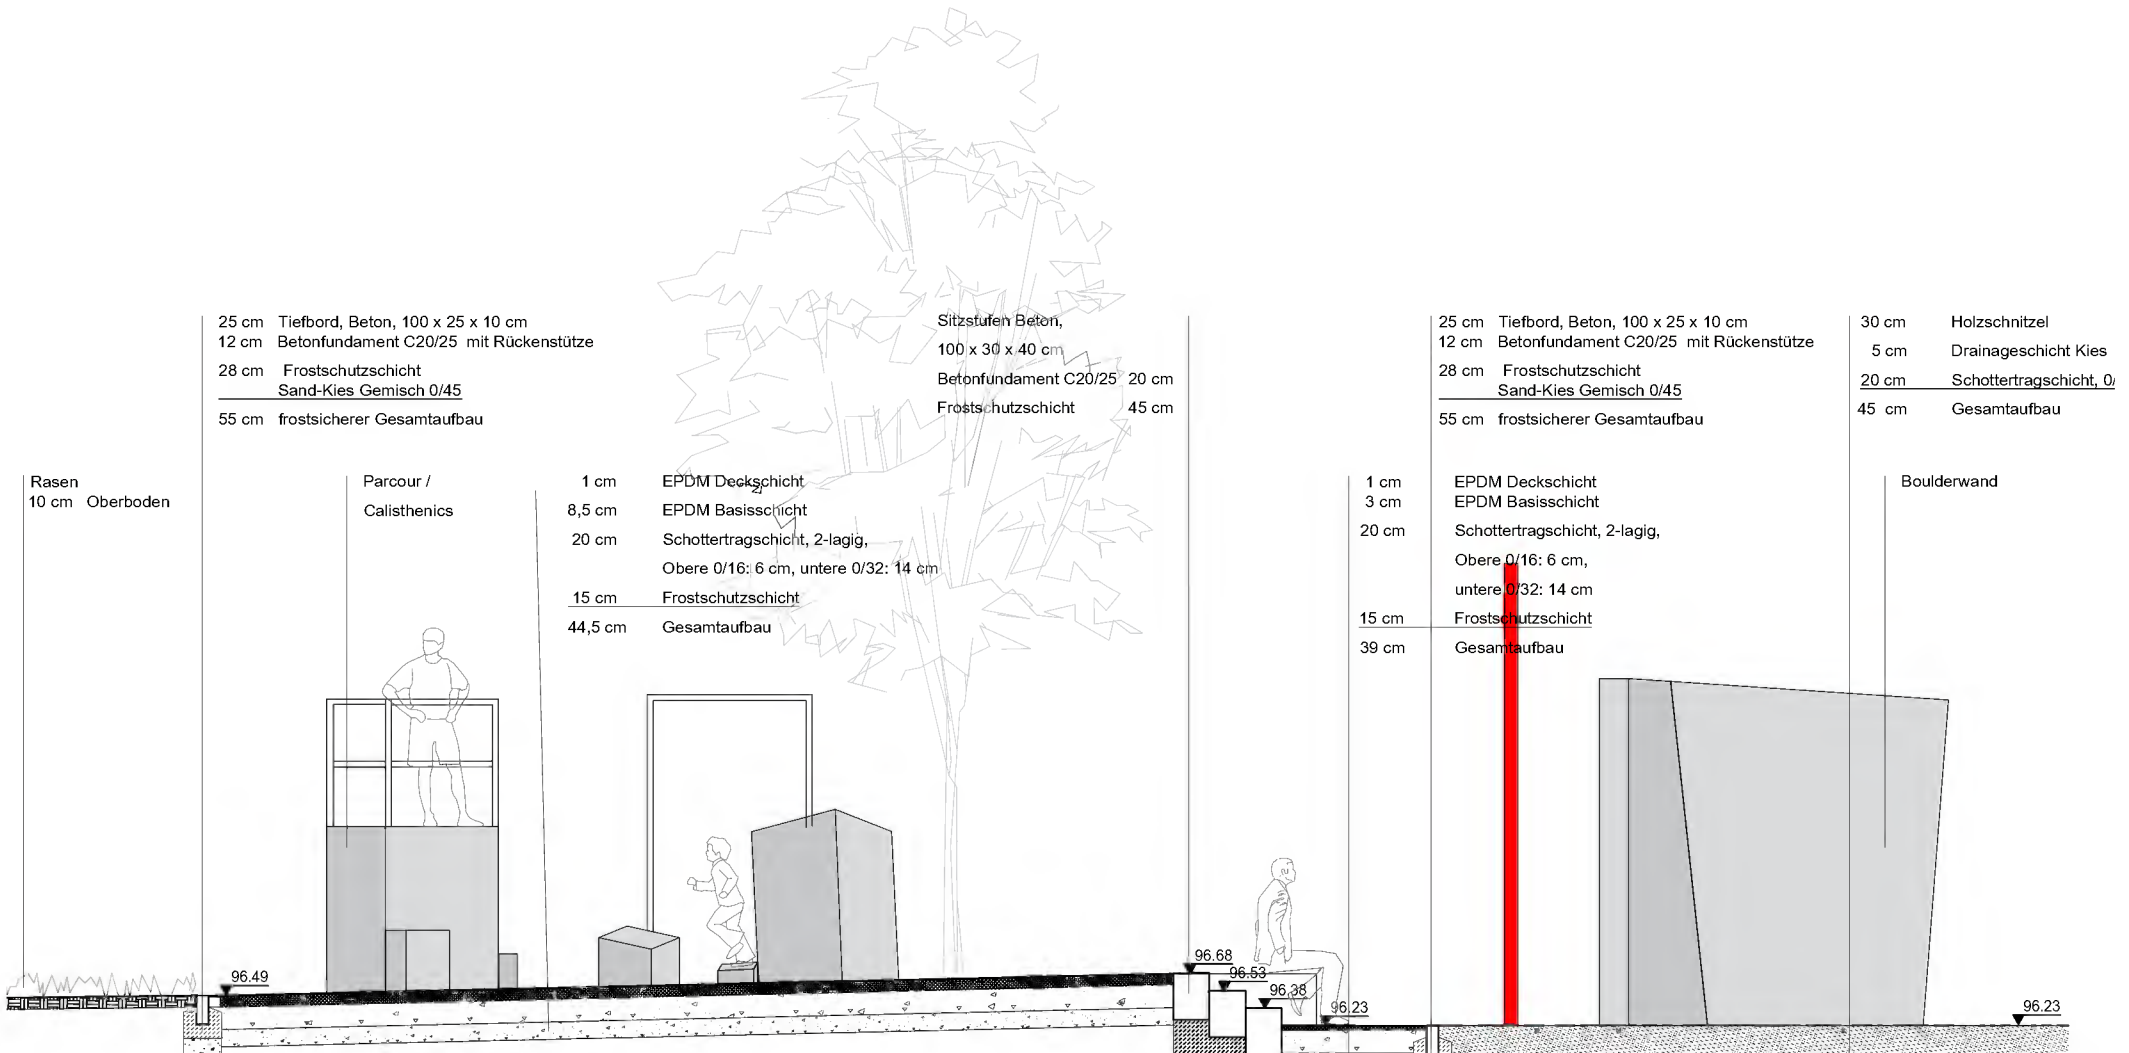 25 cm Tiefbord, Beton, 100 x 25 x 10 cm
12 cm Betonfundament C20/25 mit Rückenstütze
28 cm Frostschutzschicht
Sand-Kies Gemisch 0/45
55 cm frostsicherer Gesamtaufbau
Sitzstufen Beton,
100 x 30 x 40 cm
Betonfundament C20/25 20 cm
Frostschutzschicht 45 cm
25 cm Tiefbord, Beton, 100 x 25 x 10 cm
12 cm Betonfundament C20/25 mit Rückenstütze
28 cm Frostschutzschicht
Sand-Kies Gemisch 0/45
55 cm frostsicherer Gesamtaufbau
30 cm Holzschnitzel
5 cm Drainageschicht Kies
20 cm Schottertragschicht, 0/
45 cm Gesamtaufbau
Rasen
10 cm Oberboden
Parcour /
Calisthenics
1 cm EPDM Deckschicht
8,5 cm EPDM Basisschicht
20 cm Schottertragschicht, 2-lagig,
Obere 0/16: 6 cm, untere 0/32: 14 cm
15 cm Frostschutzschicht
44,5 cm Gesamtaufbau
1 cm EPDM Deckschicht
3 cm EPDM Basisschicht
20 cm Schottertragschicht, 2-lagig,
Obere 0/16: 6 cm,
untere 0/32: 14 cm
15 cm Frostschutzschicht
39 cm Gesamtaufbau
Boulderwand
96.49
96.68
96.53
96.38
96.23
96.23